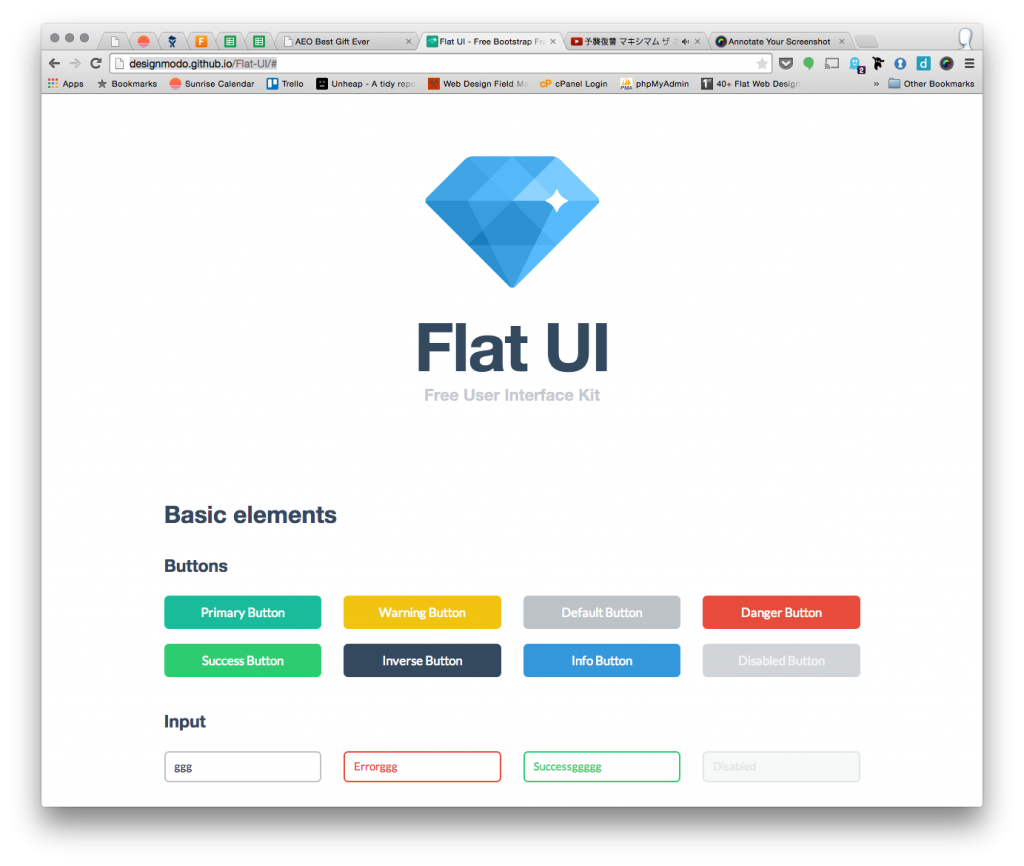 AEO Best Gift Ever
Flat UI - Free Bootstrap Fr
予襲復讐 マキシマム ザ
Annotate Your Screenshot
designmodo.github.io/Flat-UI/#
2
d
Apps
Bookmarks
Sunrise Calendar
Trello
Unheap - A tidy repo
Web Design Field Ma
cP cPanel Login
PMA phpMyAdmin
40+ Flat Web Design
»
Other Bookmarks
Flat UI
Free User Interface Kit
Basic elements
Buttons
Primary Button
Warning Button
Default Button
Danger Button
Success Button
Inverse Button
Info Button
Disabled Button
Input
ggg
Errorggg
Successggggg
Disabled